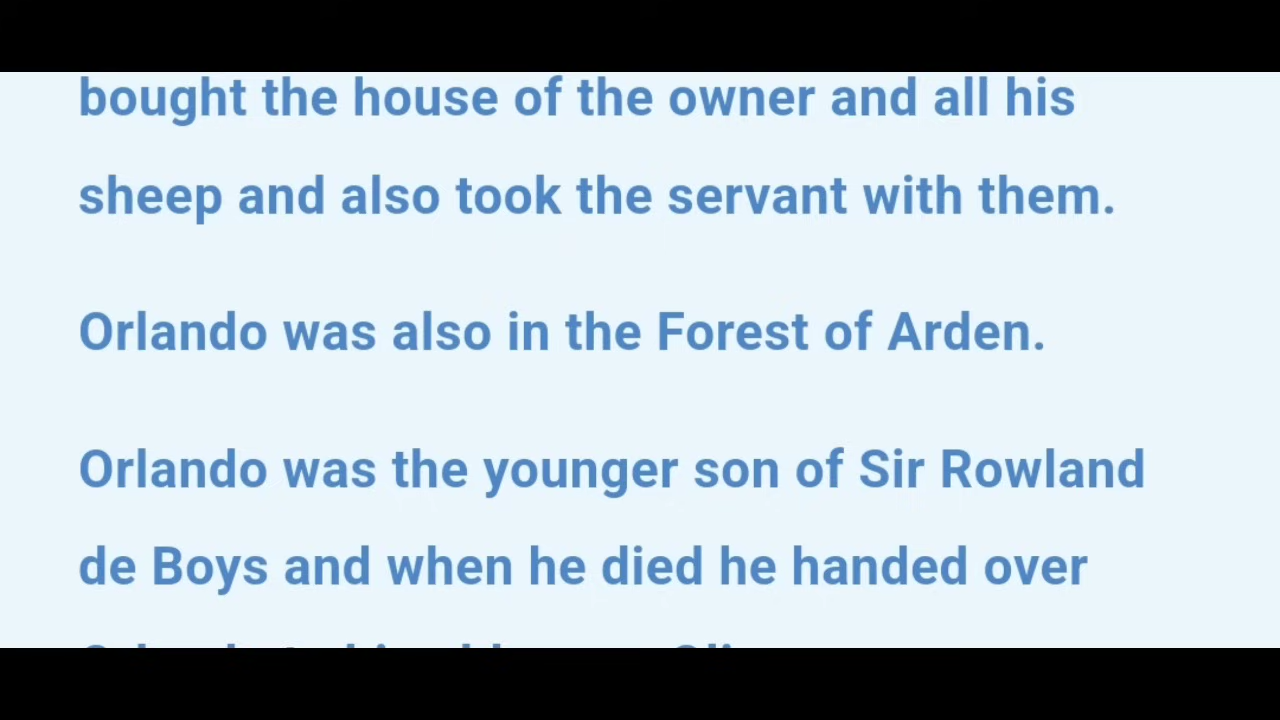 bought the house of the owner and all his
sheep and also took the servant with them.
Orlando was also in the Forest of Arden.
Orlando was the younger son of Sir Rowland
de Boys and when he died he handed over